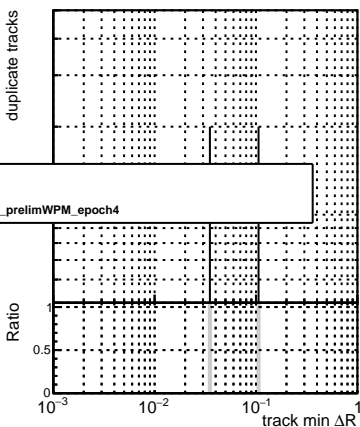 duplicate tracks
_prelimWPM_epoch4
Ratio
1
0.5
0
10⁻³
10⁻²
10⁻¹
1
track min ΔR